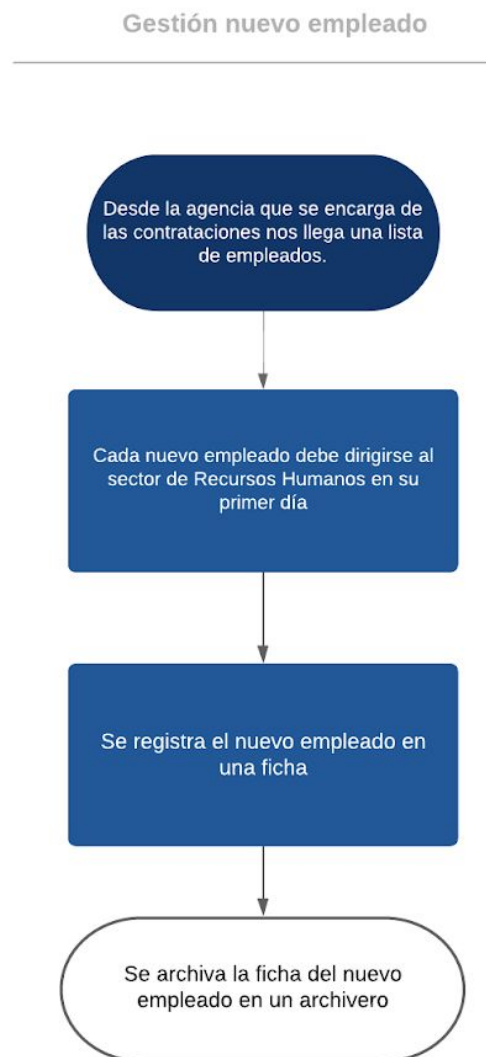 Gestión nuevo empleado
Desde la agencia que se encarga de
las contrataciones nos llega una lista
de empleados.
Cada nuevo empleado debe dirigirse al
sector de Recursos Humanos en su
primer día
Se registra el nuevo empleado en
una ficha
Se archiva la ficha del nuevo
empleado en un archivero